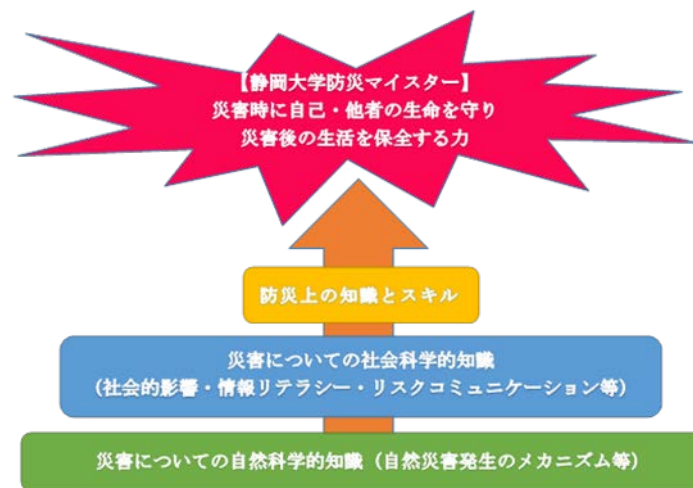 【静岡大学防災マイスター】
災害時に自己・他者の生命を守り
災害後の生活を保全する力
防災上の知識とスキル
災害についての社会科学的知識
（社会的影響・情報リテラシー・リスクコミュニケーション等）
災害についての自然科学的知識（自然災害発生のメカニズム等）